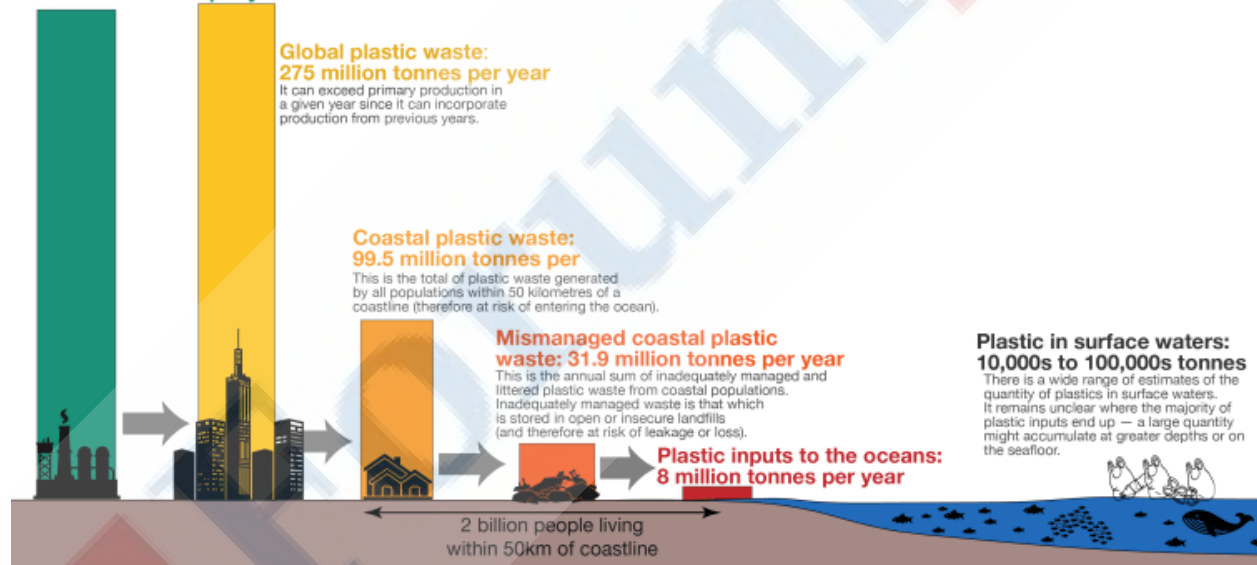 Global plastic waste:
275 million tonnes per year
It can exceed primary production in
a given year since it can incorporate
production from previous years.
Coastal plastic waste:
99.5 million tonnes per
This is the total of plastic waste generated
by all populations within 50 kilometres of a
coastline (therefore at risk of entering the ocean).
Mismanaged coastal plastic
waste: 31.9 million tonnes per year
This is the annual sum of inadequately managed and
littered plastic waste from coastal populations.
Inadequately managed waste is that which
is stored in open or insecure landfills
(and therefore at risk of leakage or loss).
Plastic inputs to the oceans:
8 million tonnes per year
Plastic in surface waters:
10,000s to 100,000s tonnes
There is a wide range of estimates of the
quantity of plastics in surface waters.
It remains unclear where the majority of
plastic inputs end up — a large quantity
might accumulate at greater depths or on
the seafloor.
2 billion people living
within 50km of coastline